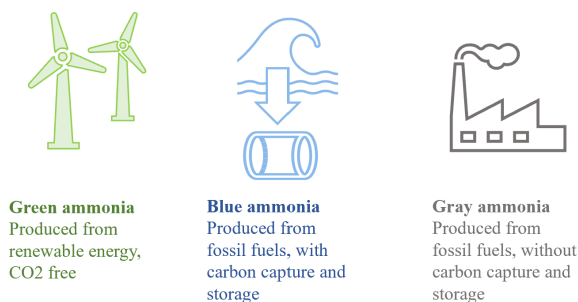 Green ammonia
Produced from
renewable energy,
CO2 free
Blue ammonia
Produced from
fossil fuels, with
carbon capture and
storage
Gray ammonia
Produced from
fossil fuels, without
carbon capture and
storage